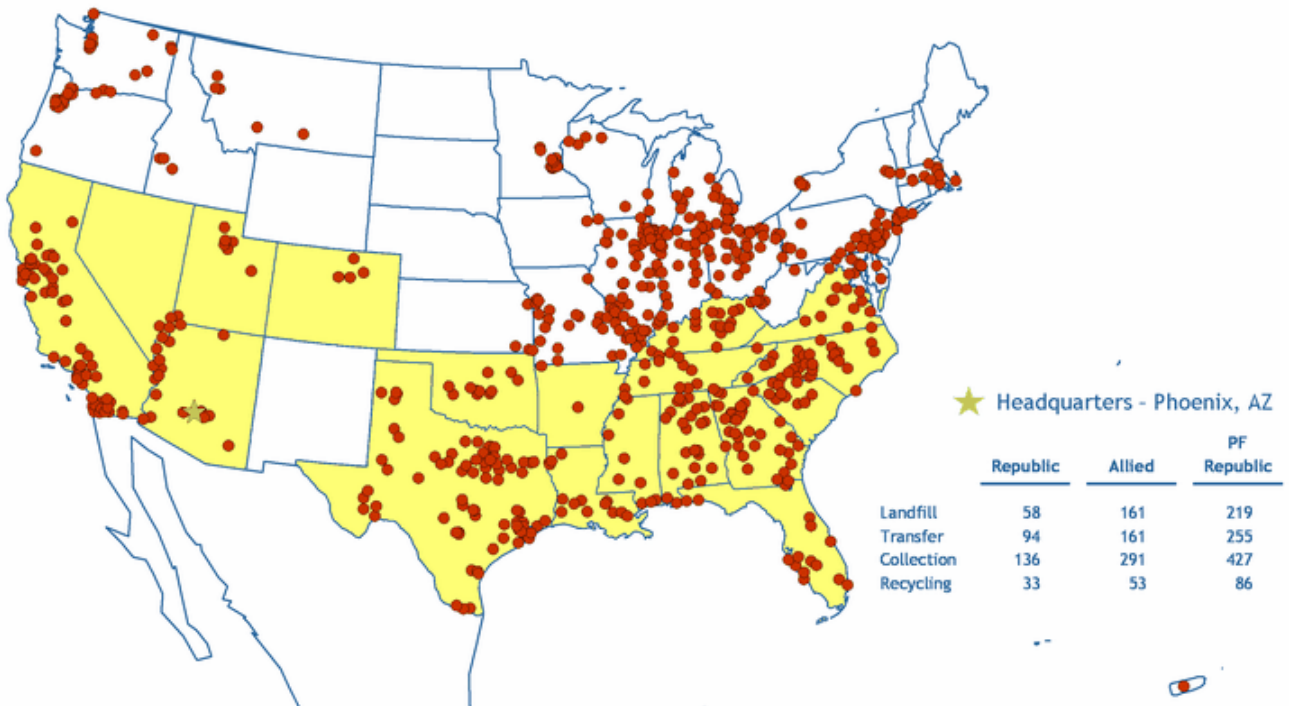 Headquarters - Phoenix, AZ
PF
Republic Allied Republic
Landfill 58 161 219
Transfer 94 161 255
Collection 136 291 427
Recycling 33 53 86